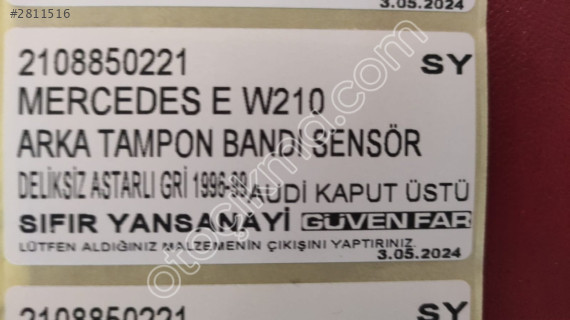 #2811516
3.05.2024
2108850221 SY
MERCEDES E W210
ARKA TAMPON BANDI SENSÖR
DELİKSİZ ASTARLI GRİ 1996-99 AUDİ KAPUT ÜSTÜ
SIFIR YANSANAYİ GÜVEN FAR
LÜTFEN ALDIĞINIZ MALZEMENİN ÇIKIŞINI YAPTIRINIZ.
3.05.2024
otocikma.com
2108850221 SY